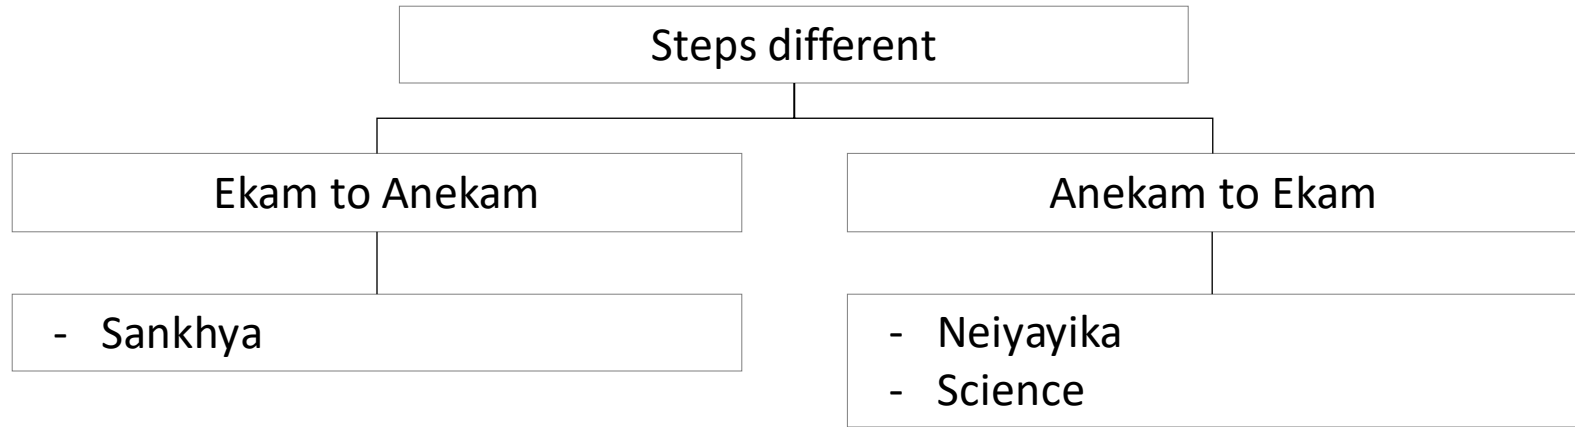 Steps different
Ekam to Anekam
Anekam to Ekam
- Sankhya
- Neiyayika
- Science